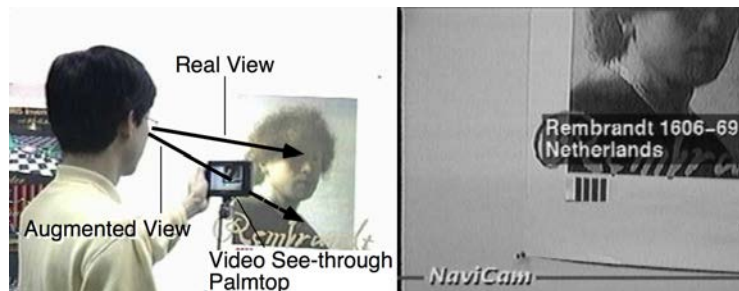 Real View
Augmented View
Rembrandt
Video See-through
Palmtop
Rembrandt 1606-69
Netherlands
NaviCam